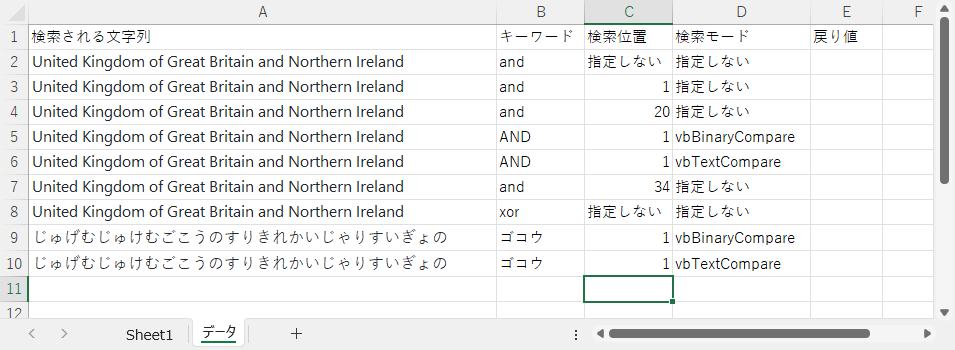 A B C D E F
1 検索される文字列 キーワード 検索位置 検索モード 戻り値
2 United Kingdom of Great Britain and Northern Ireland and 指定しない 指定しない
3 United Kingdom of Great Britain and Northern Ireland and 1 指定しない
4 United Kingdom of Great Britain and Northern Ireland and 20 指定しない
5 United Kingdom of Great Britain and Northern Ireland AND 1 vbBinaryCompare
6 United Kingdom of Great Britain and Northern Ireland AND 1 vbTextCompare
7 United Kingdom of Great Britain and Northern Ireland and 34 指定しない
8 United Kingdom of Great Britain and Northern Ireland xor 指定しない 指定しない
9 じゅげむじゅけむごこうのすりきれかいじゃりすいぎょの ゴコウ 1 vbBinaryCompare
10 じゅげむじゅけむごこうのすりきれかいじゃりすいぎょの ゴコウ 1 vbTextCompare
11
12
Sheet1 データ +